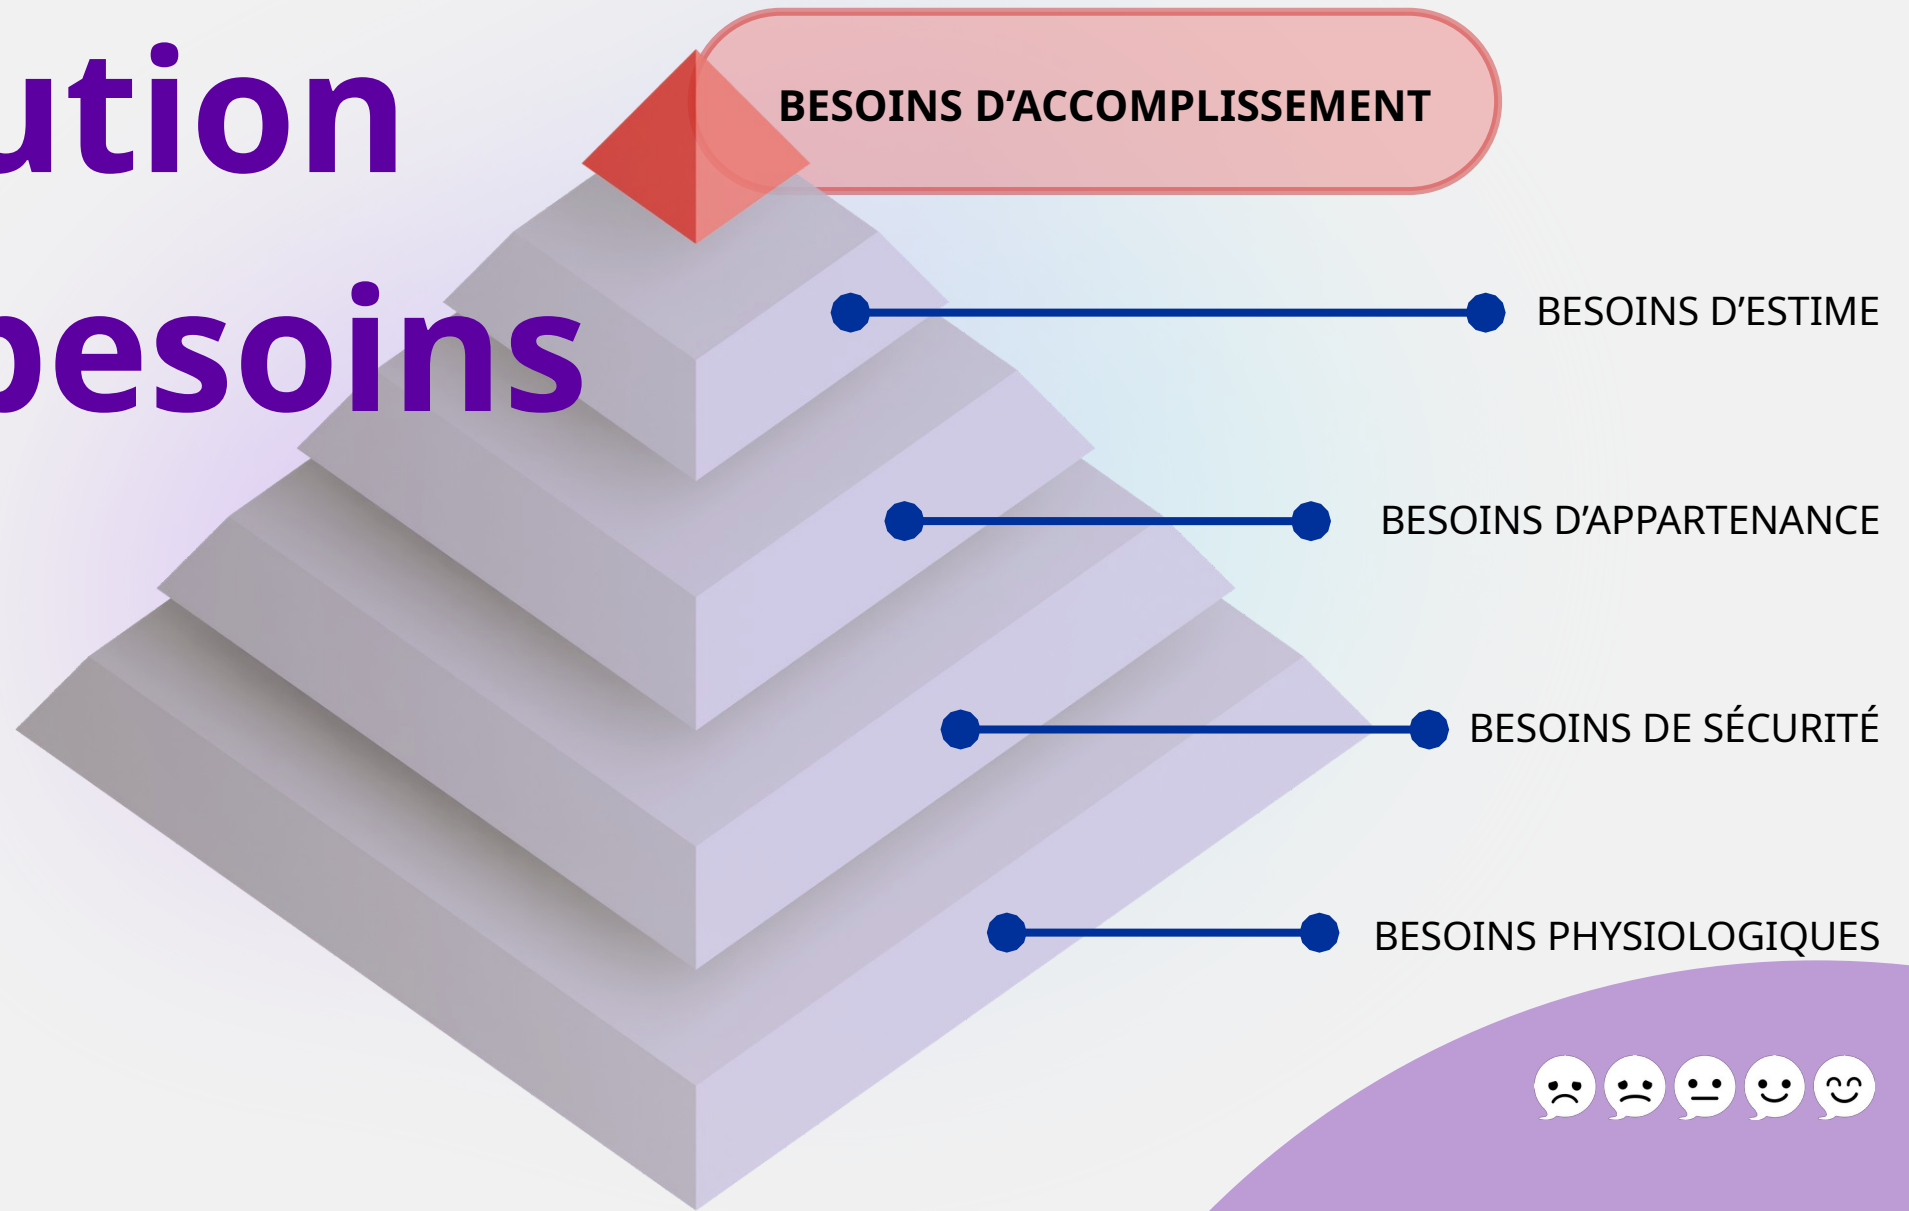 ution
besoins
BESOINS D’ACCOMPLISSEMENT
BESOINS D’ESTIME
BESOINS D’APPARTENANCE
BESOINS DE SÉCURITÉ
BESOINS PHYSIOLOGIQUES